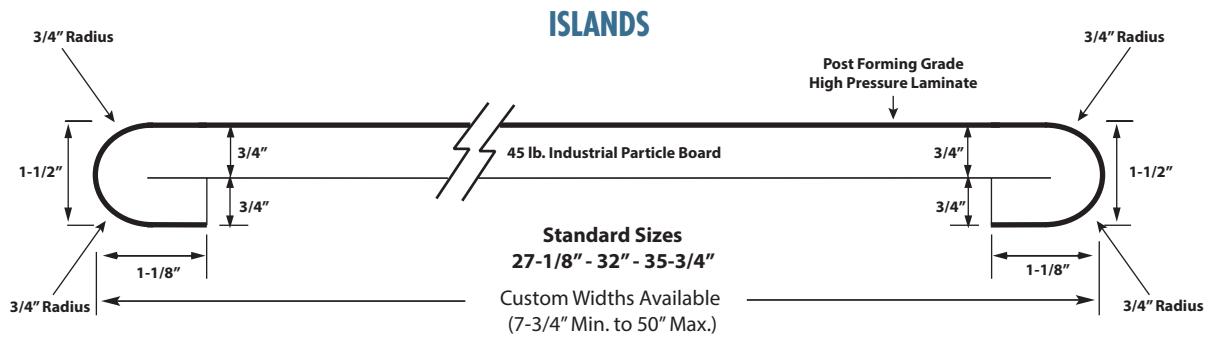 ISLANDS
3/4” Radius
3/4” Radius
Post Forming Grade
High Pressure Laminate
1-1/2”
3/4”
45 lb. Industrial Particle Board
3/4”
1-1/2”
3/4”
3/4”
Standard Sizes
27-1/8” - 32” - 35-3/4”
1-1/8”
1-1/8”
3/4” Radius
Custom Widths Available
3/4” Radius
(7-3/4” Min. to 50” Max.)